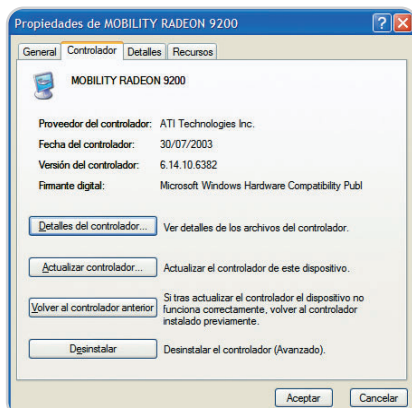 Propiedades de MOBILITY RADEON 9200
General Controlador Detalles Recursos
MOBILITY RADEON 9200
Proveedor del controlador: ATI Technologies Inc.
Fecha del controlador: 30/07/2003
Versión del controlador: 6.14.10.6382
Firmante digital: Microsoft Windows Hardware Compatibility Publ
Detalles del controlador... Ver detalles de los archivos del controlador.
Actualizar controlador... Actualizar el controlador de este dispositivo.
Volver al controlador anterior
Si tras actualizar el controlador el dispositivo no
funciona correctamente, volver al controlador
instalado previamente.
Desinstalar Desinstalar el controlador (Avanzado).
Aceptar Cancelar